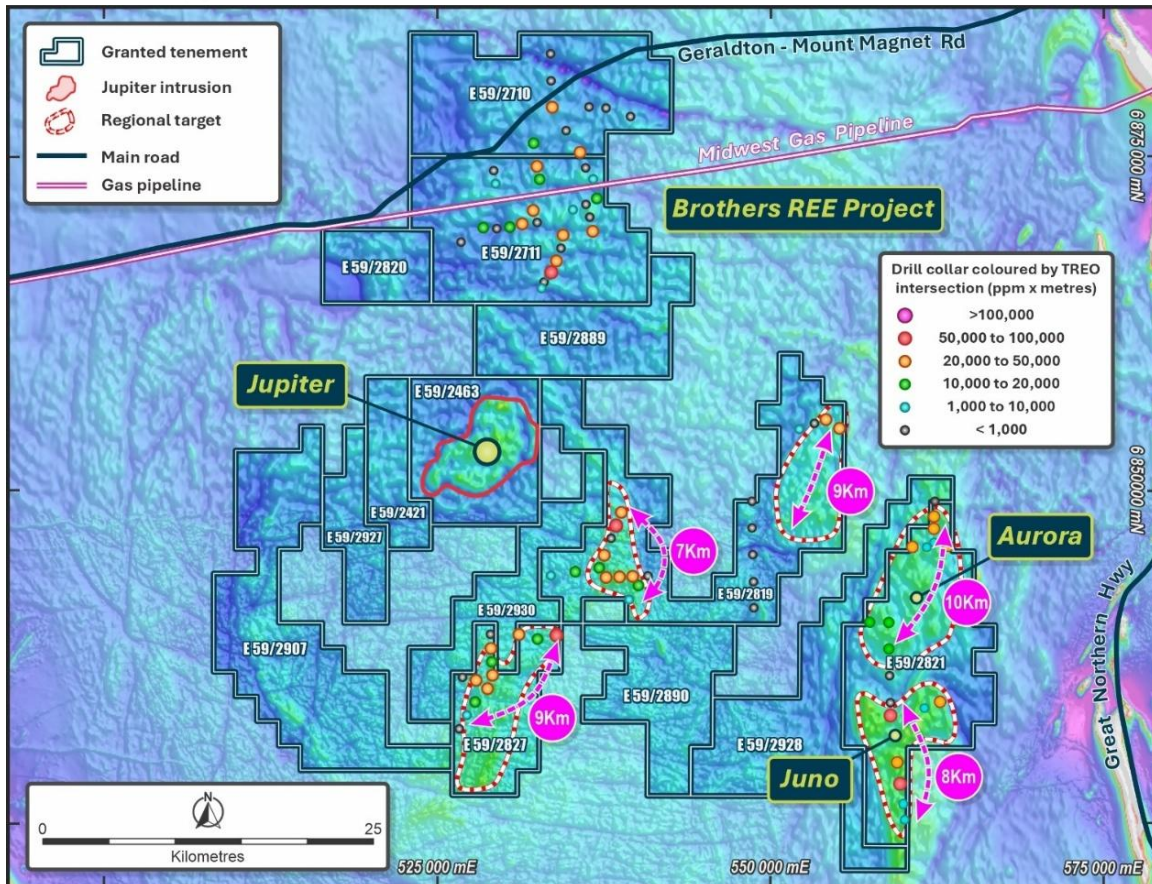 Granted tenement
Jupiter intrusion
Regional target
Main road
Gas pipeline
Geraldton - Mount Magnet Rd
E 59/2710
Midwest Gas Pipeline
6 875 000 mN
Brothers REE Project
E 59/2711
E 59/2820
Drill collar coloured by TREO
intersection (ppm x metres)
>100,000
50,000 to 100,000
20,000 to 50,000
10,000 to 20,000
1,000 to 10,000
< 1,000
E 59/2889
Jupiter
E 59/2463
9Km
6 850000 mN
E 59/2421
E 59/2927
7Km
Aurora
E 59/2819
10Km
Great Northern Hwy
E 59/2930
E 59/2907
E 59/2821
E 59/2890
9Km
E 59/2827
E 59/2928
Juno
8Km
N
0
25
Kilometres
525 000 mE
550 000 mE
575 000 mE